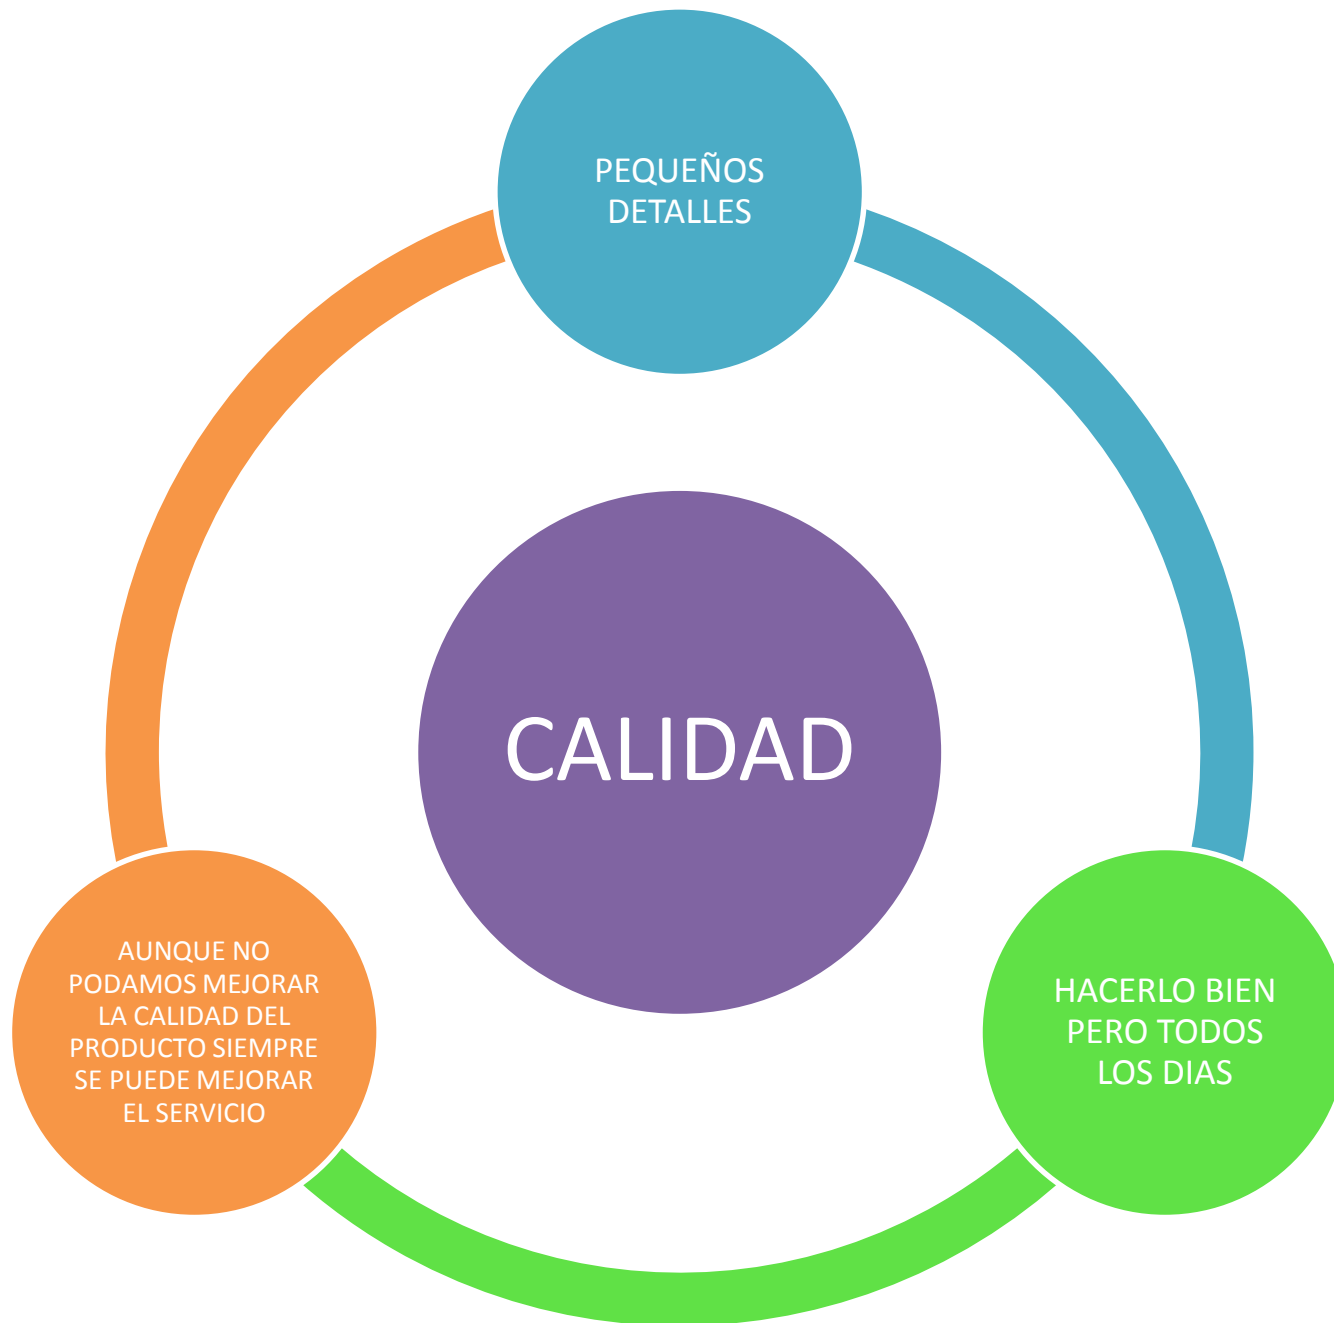 PEQUEÑOS
DETALLES
CALIDAD
HACERLO BIEN
PERO TODOS
LOS DIAS
AUNQUE NO
PODAMOS MEJORAR
LA CALIDAD DEL
PRODUCTO SIEMPRE
SE PUEDE MEJORAR
EL SERVICIO